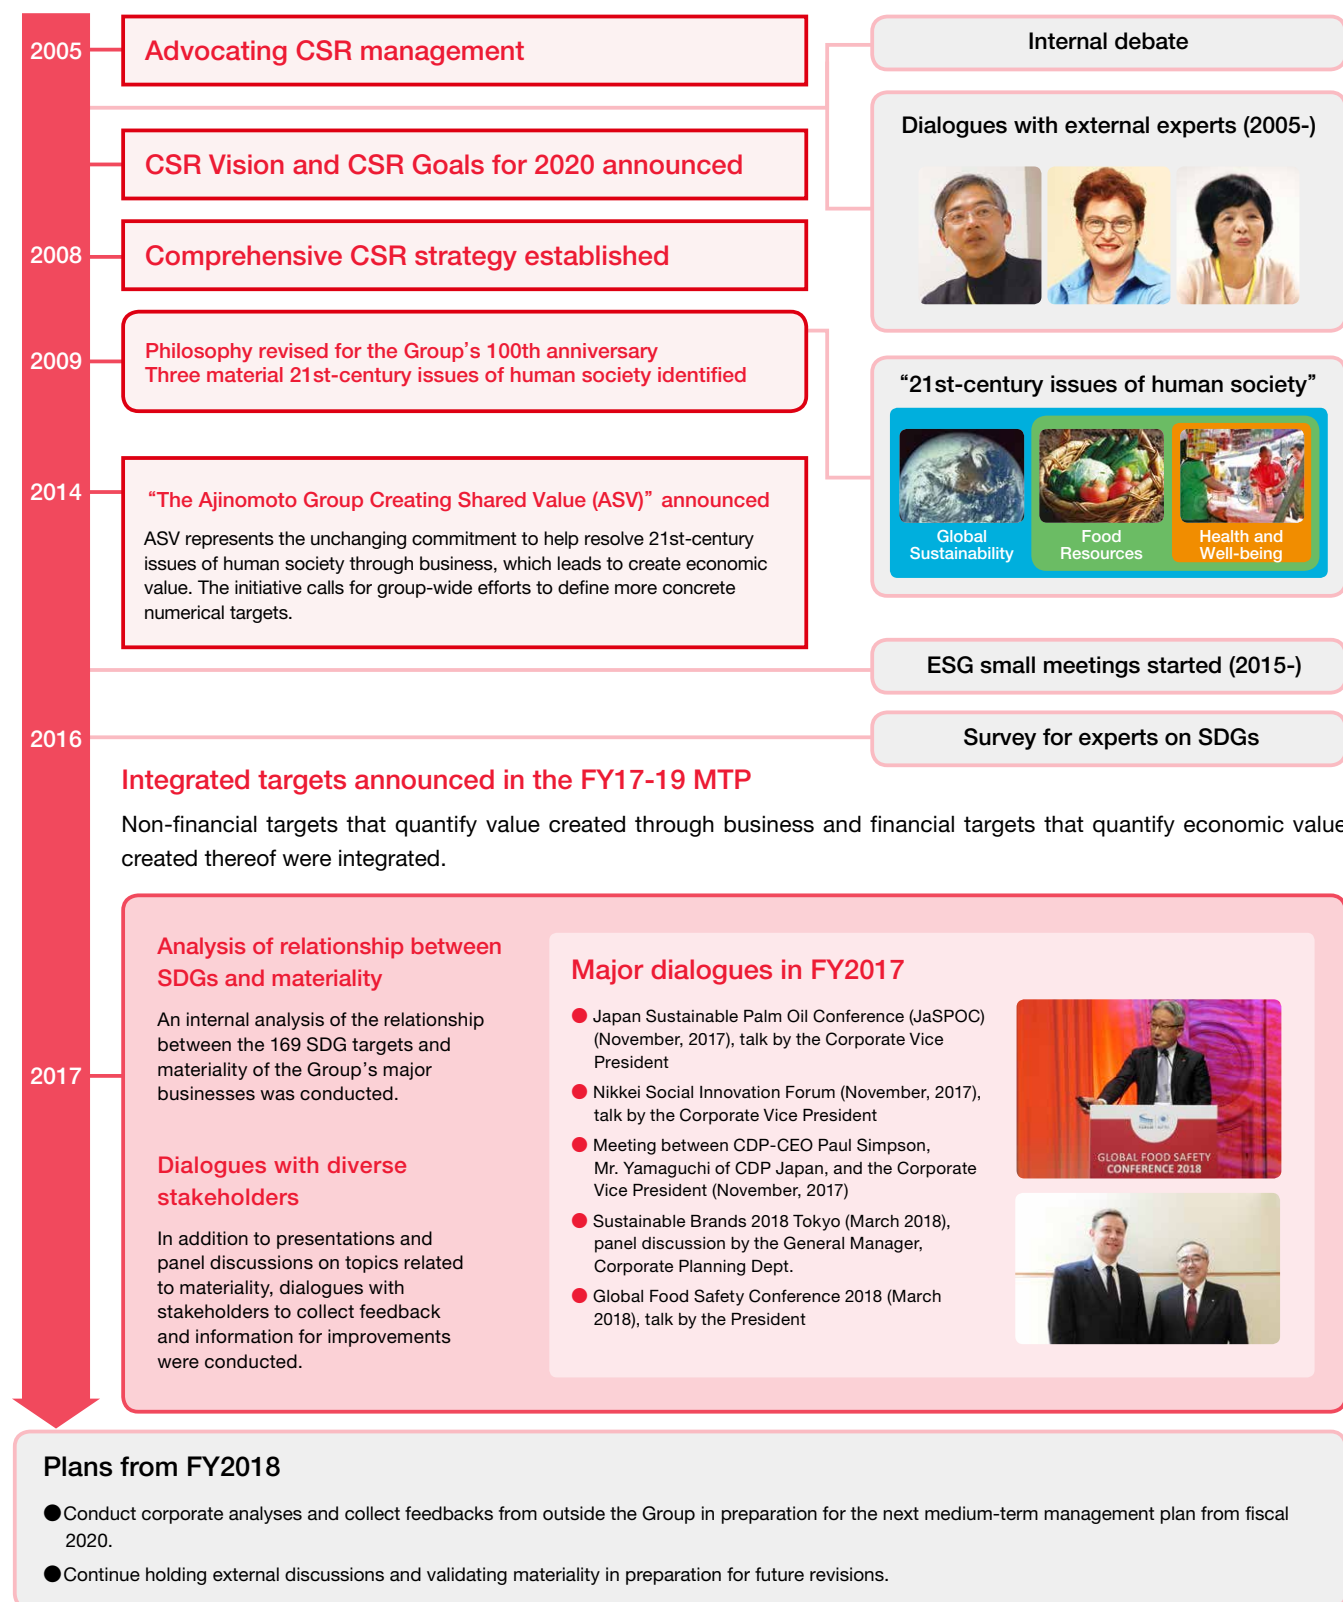 2005
Advocating CSR management
Internal debate
Dialogues with external experts (2005-)
CSR Vision and CSR Goals for 2020 announced
2008
Comprehensive CSR strategy established
2009
Philosophy revised for the Group's 100th anniversary
Three material 21st-century issues of human society identified
“21st-century issues of human society”
Global
Sustainability
Food
Resources
Health and
Well-being
2014
“The Ajinomoto Group Creating Shared Value (ASV)” announced
ASV represents the unchanging commitment to help resolve 21st-century
issues of human society through business, which leads to create economic
value. The initiative calls for group-wide efforts to define more concrete
numerical targets.
ESG small meetings started (2015-)
2016
Survey for experts on SDGs
Integrated targets announced in the FY17-19 MTP
Non-financial targets that quantify value created through business and financial targets that quantify economic value
created thereof were integrated.
2017
Analysis of relationship between
SDGs and materiality
An internal analysis of the relationship
between the 169 SDG targets and
materiality of the Group's major
businesses was conducted.
Dialogues with diverse
stakeholders
In addition to presentations and
panel discussions on topics related
to materiality, dialogues with
stakeholders to collect feedback
and information for improvements
were conducted.
Major dialogues in FY2017
● Japan Sustainable Palm Oil Conference (JaSPOC)
(November, 2017), talk by the Corporate Vice
President
● Nikkei Social Innovation Forum (November, 2017),
talk by the Corporate Vice President
● Meeting between CDP-CEO Paul Simpson,
Mr. Yamaguchi of CDP Japan, and the Corporate
Vice President (November, 2017)
● Sustainable Brands 2018 Tokyo (March 2018),
panel discussion by the General Manager,
Corporate Planning Dept.
● Global Food Safety Conference 2018 (March
2018), talk by the President
GLOBAL FOOD SAFETY
CONFERENCE 2018
Plans from FY2018
●Conduct corporate analyses and collect feedbacks from outside the Group in preparation for the next medium-term management plan from fiscal
2020.
●Continue holding external discussions and validating materiality in preparation for future revisions.